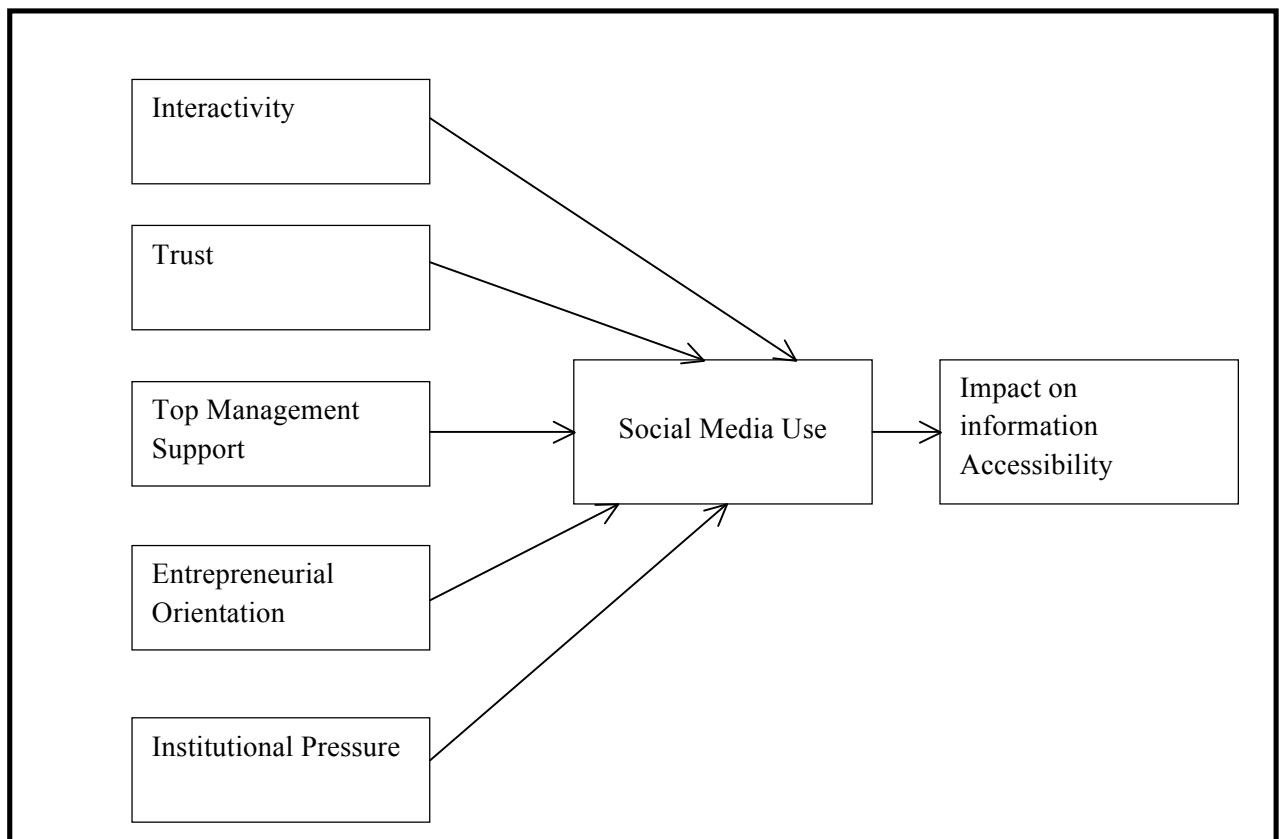 Interactivity
Trust
Top Management
Support
Social Media Use
Impact on
information
Accessibility
Entrepreneurial
Orientation
Institutional Pressure